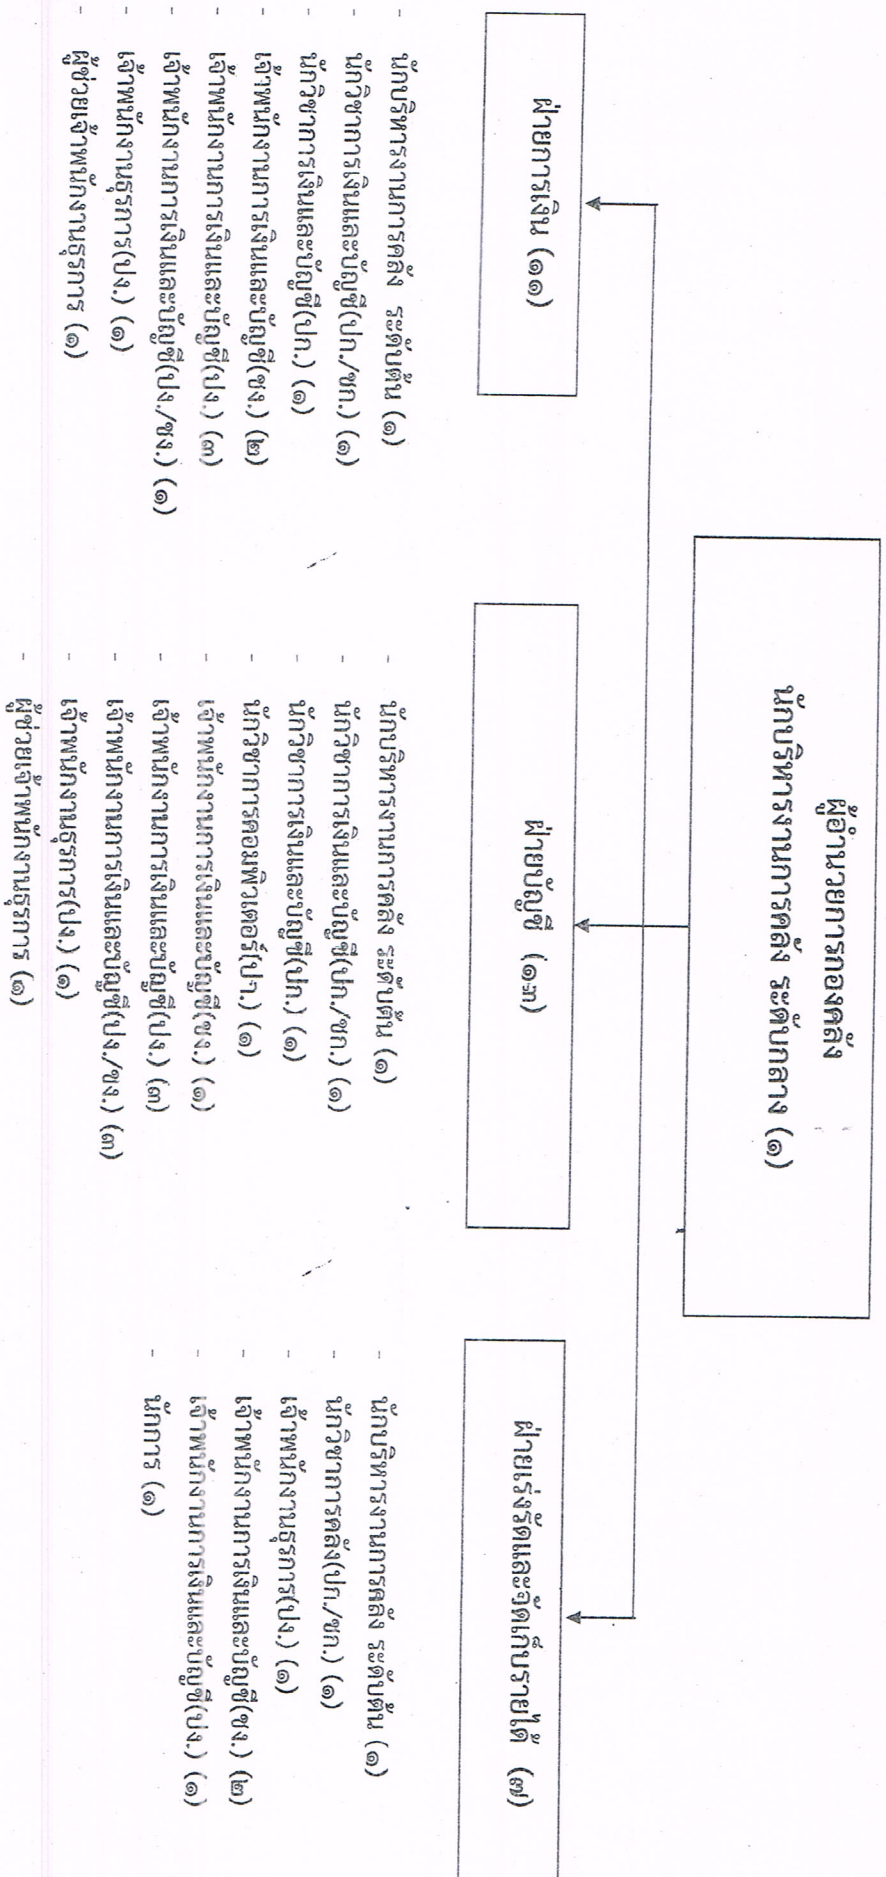 ผู้อำนวยการกองคลัง
นักบริหารงานการคลัง ระดับกลาง (๑)
ฝ่ายการเงิน (๑๑)
- นักบริหารงานการคลัง ระดับต้น (๑)
- นักวิชาการเงินและบัญชี(ปก./ชก.) (๑)
- นักวิชาการเงินและบัญชี(ปก.) (๑)
- เจ้าพนักงานการเงินและบัญชี(ชง.) (๒)
- เจ้าพนักงานการเงินและบัญชี(ปง.) (๓)
- เจ้าพนักงานการเงินและบัญชี(ปง./ชง.) (๑)
- เจ้าพนักงานธุรการ(ปง.) (๑)
- ผู้ช่วยเจ้าพนักงานธุรการ (๑)
ฝ่ายบัญชี (๑๓)
- นักบริหารงานการคลัง ระดับต้น (๑)
- นักวิชาการเงินและบัญชี(ปก./ชก.) (๑)
- นักวิชาการเงินและบัญชี(ปก.) (๑)
- นักวิชาการคอมพิวเตอร์(ปก.) (๑)
- เจ้าพนักงานการเงินและบัญชี(ชง.) (๑)
- เจ้าพนักงานการเงินและบัญชี(ปง.) (๓)
- เจ้าพนักงานการเงินและบัญชี(ปง./ชง.) (๓)
- เจ้าพนักงานธุรการ(ปง.) (๑)
- ผู้ช่วยเจ้าพนักงานธุรการ (๑)
ฝ่ายเร่งรัดและจัดเก็บรายได้ (๗)
- นักบริหารงานการคลัง ระดับต้น (๑)
- นักวิชาการคลัง(ปก./ชก.) (๑)
- เจ้าพนักงานธุรการ(ปง.) (๑)
- เจ้าพนักงานการเงินและบัญชี(ชง.) (๒)
- เจ้าพนักงานการเงินและบัญชี(ปง.) (๑)
- นักการ (๑)